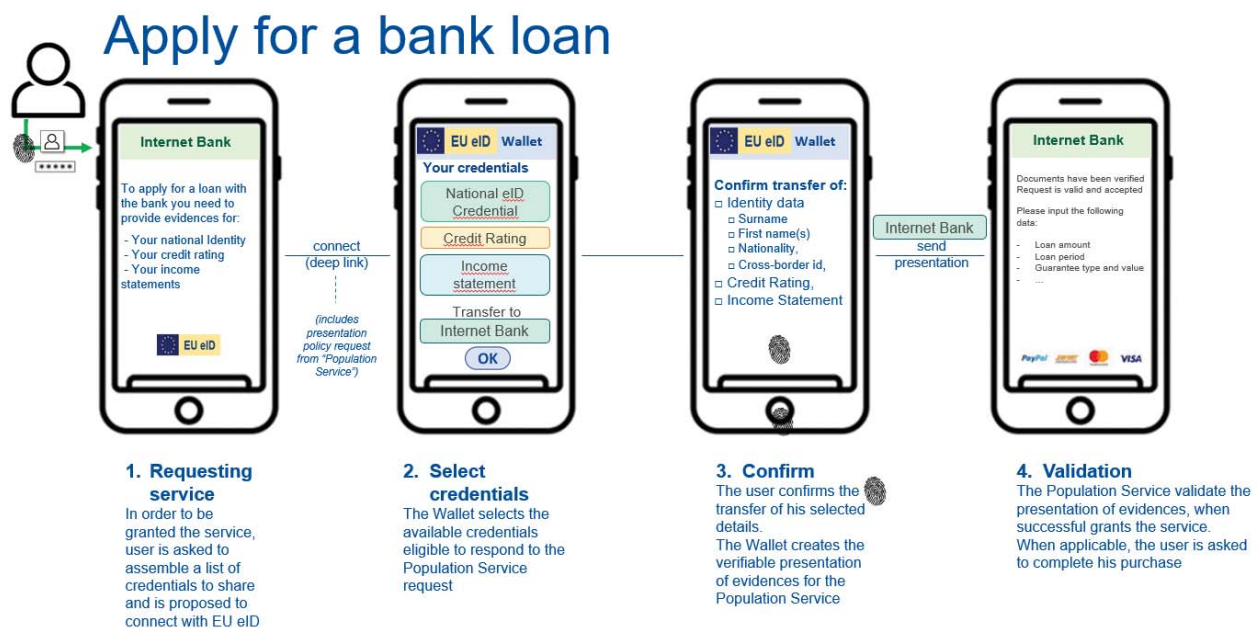 Apply for a bank loan
Internet Bank
To apply for a loan with
the bank you need to
provide evidences for:
- Your national Identity
- Your credit rating
- Your income
statements
EU eID
connect
(deep link)
(includes
presentation
policy request
from "Population
Service")
EU eID Wallet
Your credentials
National eID
Credential
Credit Rating
Income
statement
Transfer to
Internet Bank
OK
EU eID Wallet
Confirm transfer of:
□ Identity data
□ Surname
□ First name(s)
□ Nationality,
□ Cross-border id,
□ Credit Rating,
□ Income Statement
Internet Bank
send
presentation
Internet Bank
Documents have been verified
Request is valid and accepted
Please input the following
data:
- Loan amount
- Loan period
- Guarantee type and value
- ...
PayPal
VISA
1. Requesting
service
In order to be
granted the service,
user is asked to
assemble a list of
credentials to share
and is proposed to
connect with EU eID
2. Select
credentials
The Wallet selects the
available credentials
eligible to respond to the
Population Service
request
3. Confirm
The user confirms the
transfer of his selected
details.
The Wallet creates the
verifiable presentation
of evidences for the
Population Service
4. Validation
The Population Service validate the
presentation of evidences, when
successful grants the service.
When applicable, the user is asked
to complete his purchase